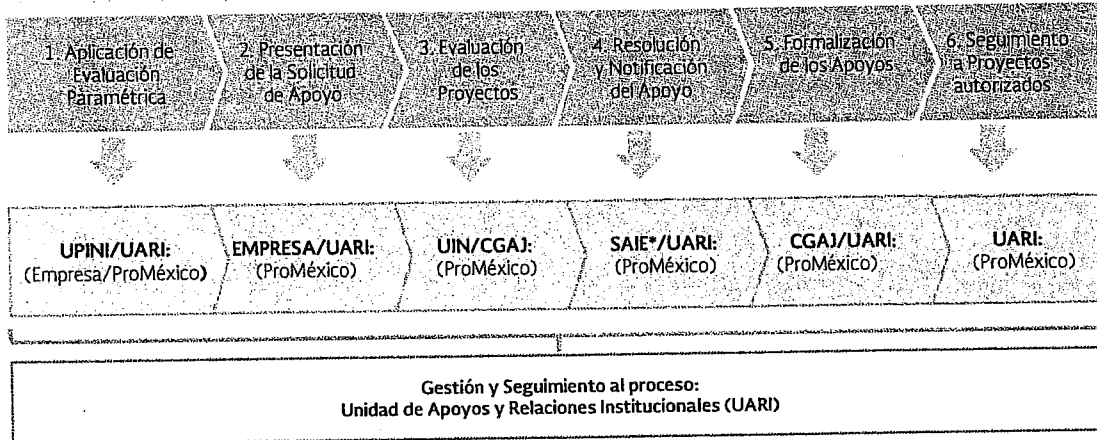 1. Aplicación de
Evaluación
Paramétrica
2. Presentación
de la Solicitud
de Apoyo
3. Evaluación
de los
Proyectos
4. Resolución
y Notificación
del Apoyo
5. Formalización
de los Apoyos
6. Seguimiento
a Proyectos
autorizados
UPINI/UARI:
(Empresa/ProMéxico)
EMPRESA/UARI:
(ProMéxico)
UIN/CGAJ:
(ProMéxico)
SAIE*/UARI:
(ProMéxico)
CGAJ/UARI:
(ProMéxico)
UARI:
(ProMéxico)
Gestión y Seguimiento al proceso:
Unidad de Apoyos y Relaciones Institucionales (UARI)